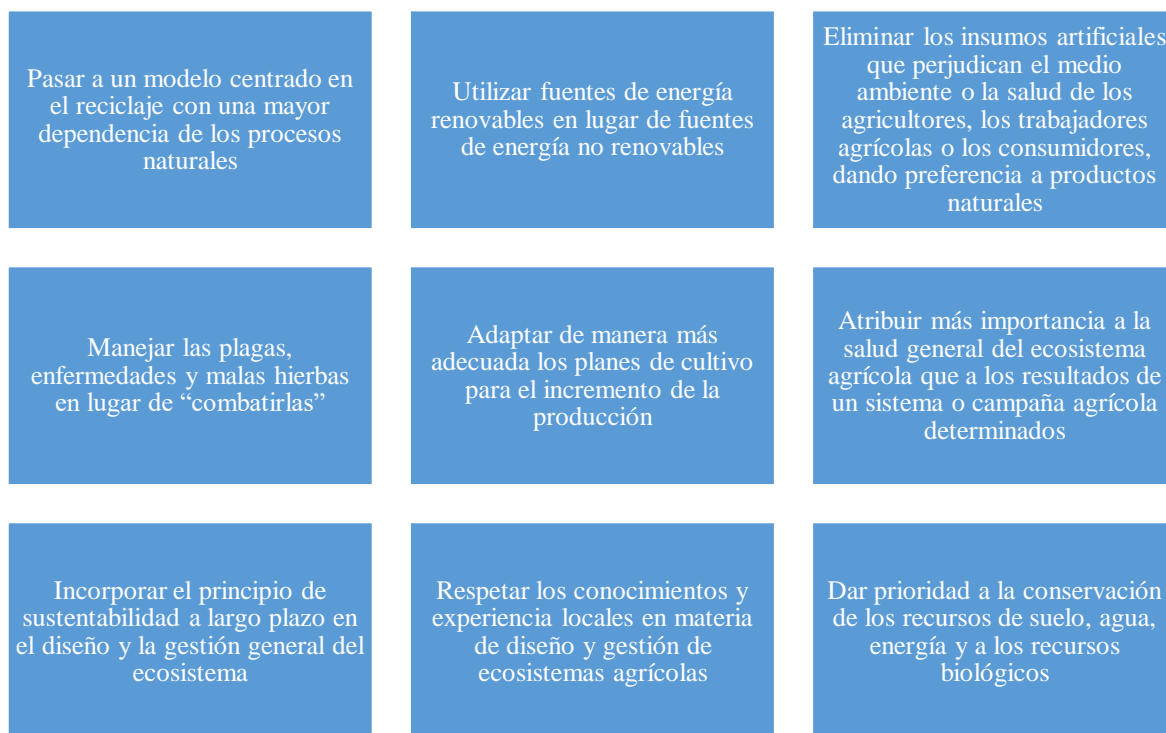 Pasar a un modelo centrado en
el reciclaje con una mayor
dependencia de los procesos
naturales
Utilizar fuentes de energía
renovables en lugar de fuentes
de energía no renovables
Eliminar los insumos artificiales
que perjudican el medio
ambiente o la salud de los
agricultores, los trabajadores
agrícolas o los consumidores,
dando preferencia a productos
naturales
Manejar las plagas,
enfermedades y malas hierbas
en lugar de “combatirlas”
Adaptar de manera más
adecuada los planes de cultivo
para el incremento de la
producción
Atribuir más importancia a la
salud general del ecosistema
agrícola que a los resultados de
un sistema o campaña agrícola
determinados
Incorporar el principio de
sustentabilidad a largo plazo en
el diseño y la gestión general del
ecosistema
Respetar los conocimientos y
experiencia locales en materia
de diseño y gestión de
ecosistemas agrícolas
Dar prioridad a la conservación
de los recursos de suelo, agua,
energía y a los recursos
biológicos